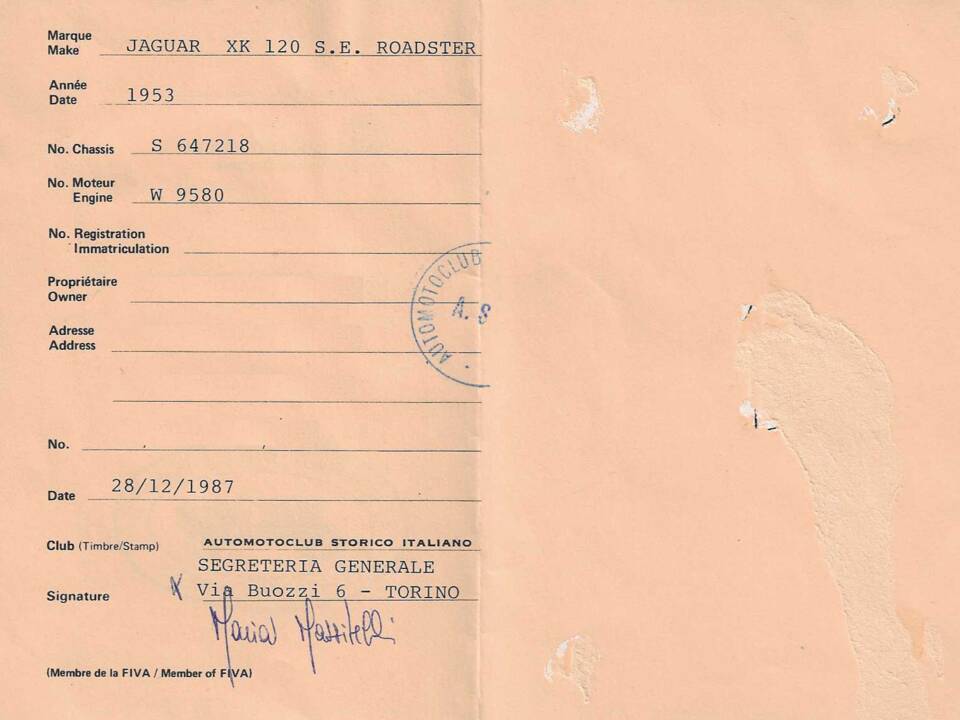 Marque
Make JAGUAR XK 120 S.E. ROADSTER
Année
Date 1953
No. Chassis S 647218
No. Moteur
Engine W 9580
No. Registration
Immatriculation
Propriétaire
Owner
AUTOMOTOCLUB
A. S
Adresse
Address
No.
Date 28/12/1987
Club (Timbre/Stamp) AUTOMOTOCLUB STORICO ITALIANO
SEGRETERIA GENERALE
Signature X Via Buozzi 6 - TORINO
Maria
(Membre de la FIVA / Member of FIVA)